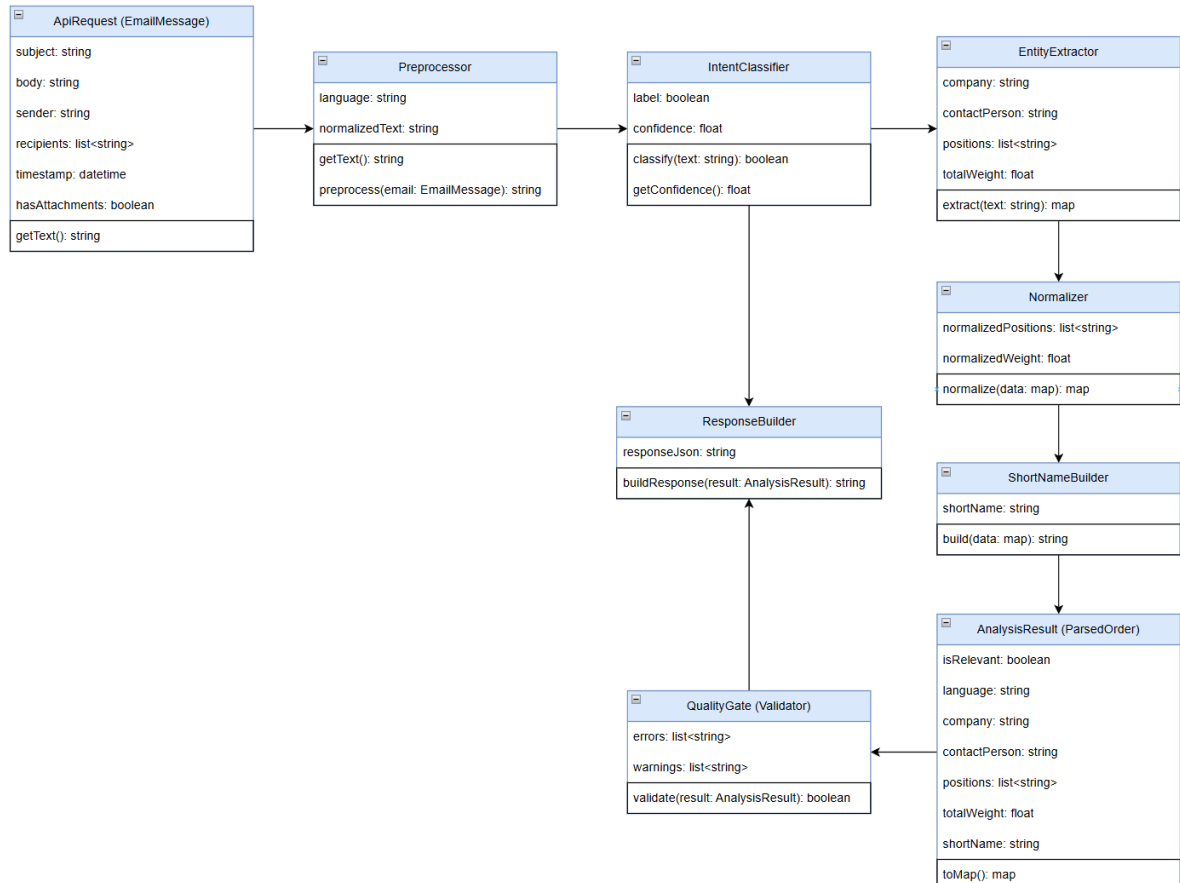 ApiRequest (EmailMessage)
subject: string
body: string
sender: string
recipients: list<string>
timestamp: datetime
hasAttachments: boolean
getText(): string
Preprocessor
language: string
normalizedText: string
getText(): string
preprocess(email: EmailMessage): string
IntentClassifier
label: boolean
confidence: float
classify(text: string): boolean
getConfidence(): float
EntityExtractor
company: string
contactPerson: string
positions: list<string>
totalWeight: float
extract(text: string): map
Normalizer
normalizedPositions: list<string>
normalizedWeight: float
normalize(data: map): map
ShortNameBuilder
shortName: string
build(data: map): string
AnalysisResult (ParsedOrder)
isRelevant: boolean
language: string
company: string
contactPerson: string
positions: list<string>
totalWeight: float
shortName: string
toMap(): map
QualityGate (Validator)
errors: list<string>
warnings: list<string>
validate(result: AnalysisResult): boolean
ResponseBuilder
responseJson: string
buildResponse(result: AnalysisResult): string